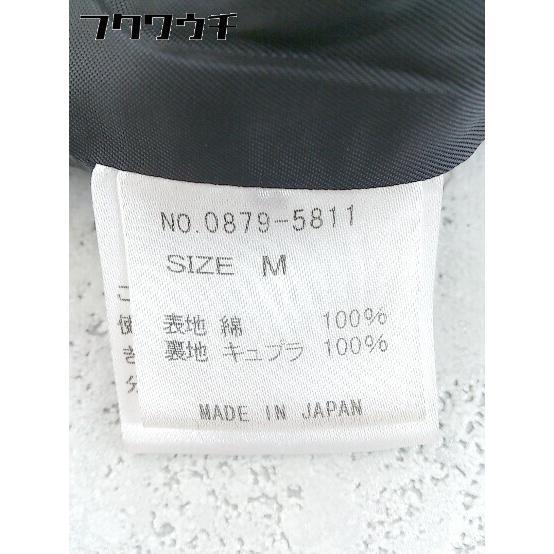 フクワウチ
NO.0879-5811
SIZE M
表地 綿 100%
裏地 キュプラ 100%
MADE IN JAPAN